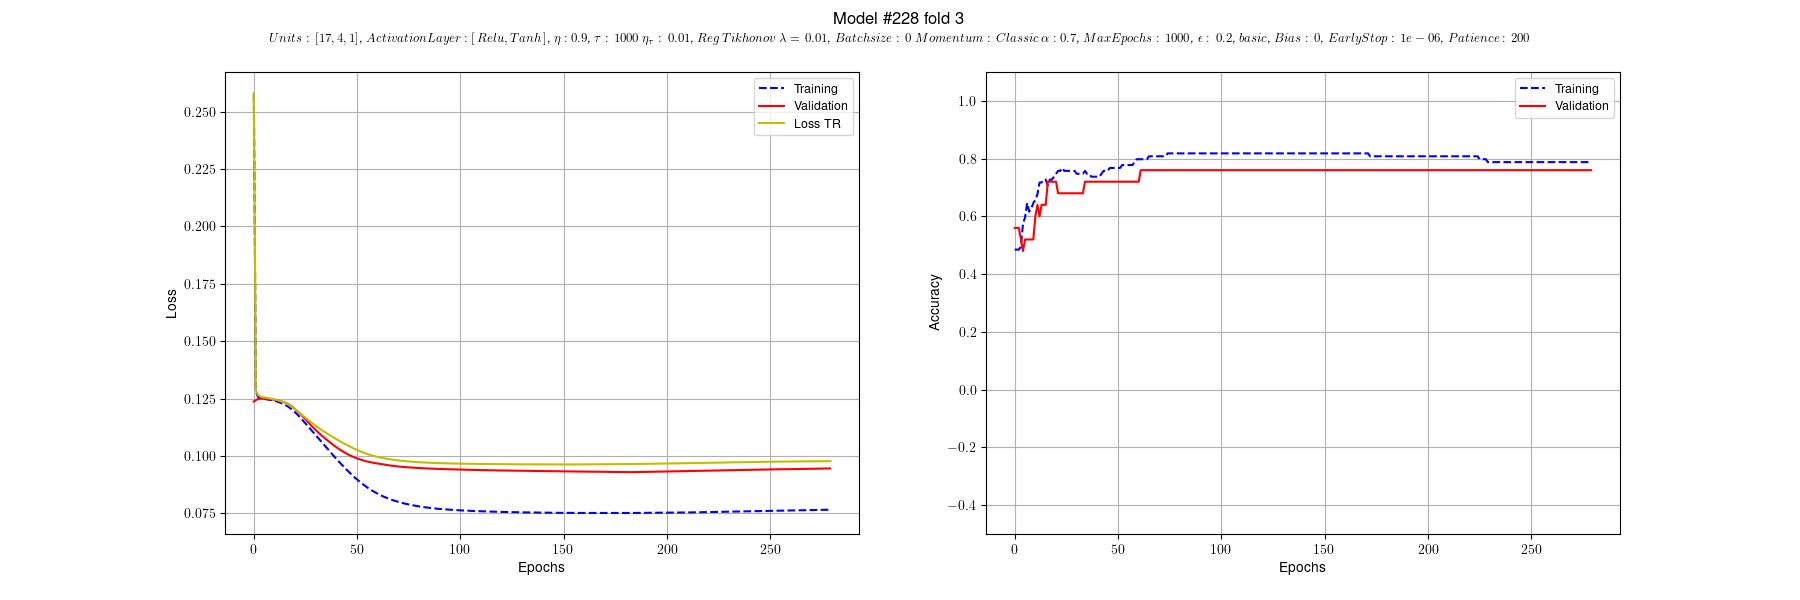 Model #228 fold 3
Units : [17, 4, 1], ActivationLayer : [ Relu, Tanh ], η : 0.9, τ : 1000 ητ : 0.01, Reg Tikhonov λ = 0.01, Batchsize : 0 Momentum : Classic α : 0.7, MaxEpochs : 1000, ϵ : 0.2, basic, Bias : 0, EarlyStop : 1e − 06, Patience : 200
Training
Validation
Loss TR
0.250
0.225
0.200
0.175
0.150
0.125
0.100
0.075
Loss
0 50 100 150 200 250
Epochs
Training
Validation
1.0
0.8
0.6
0.4
0.2
0.0
−0.2
−0.4
Accuracy
0 50 100 150 200 250
Epochs